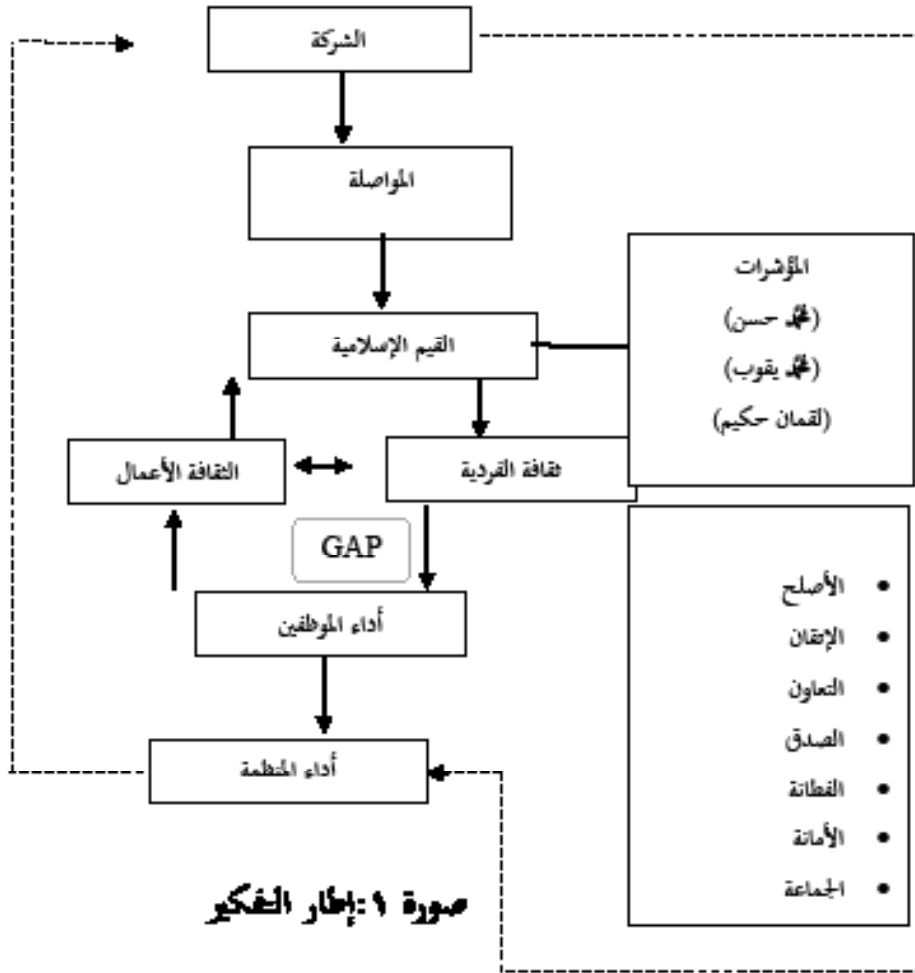 الشركة
المواصلة
القيم الإسلامية
المؤشرات
(محمد حسن)
(محمد يقوب)
(لقمان حكيم)
الثقافة الأعمال
ثقافة الفردية
GAP
أداء الموظفين
أداء المنظمة
• الأصلح
• الإتقان
• التعاون
• الصدق
• الفطانة
• الأمانة
• الجماعة
صورة ١: إطار التفكير